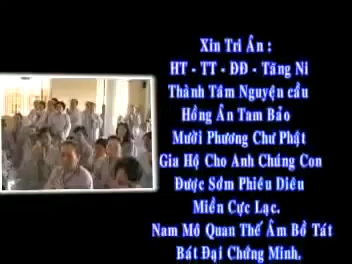 Xin Tri Ân :
HT - TT - ĐĐ - Tăng Ni
Thành Tâm Nguyện cầu
Hồng Ân Tam Bảo
Mười Phương Chư Phật
Gia Hộ Cho Anh Chúng Con
Được Sớm Phiêu Diêu
Miền Cực Lạc.
Nam Mô Quan Thế Âm Bồ Tát
Bát Đại Chứng Minh.